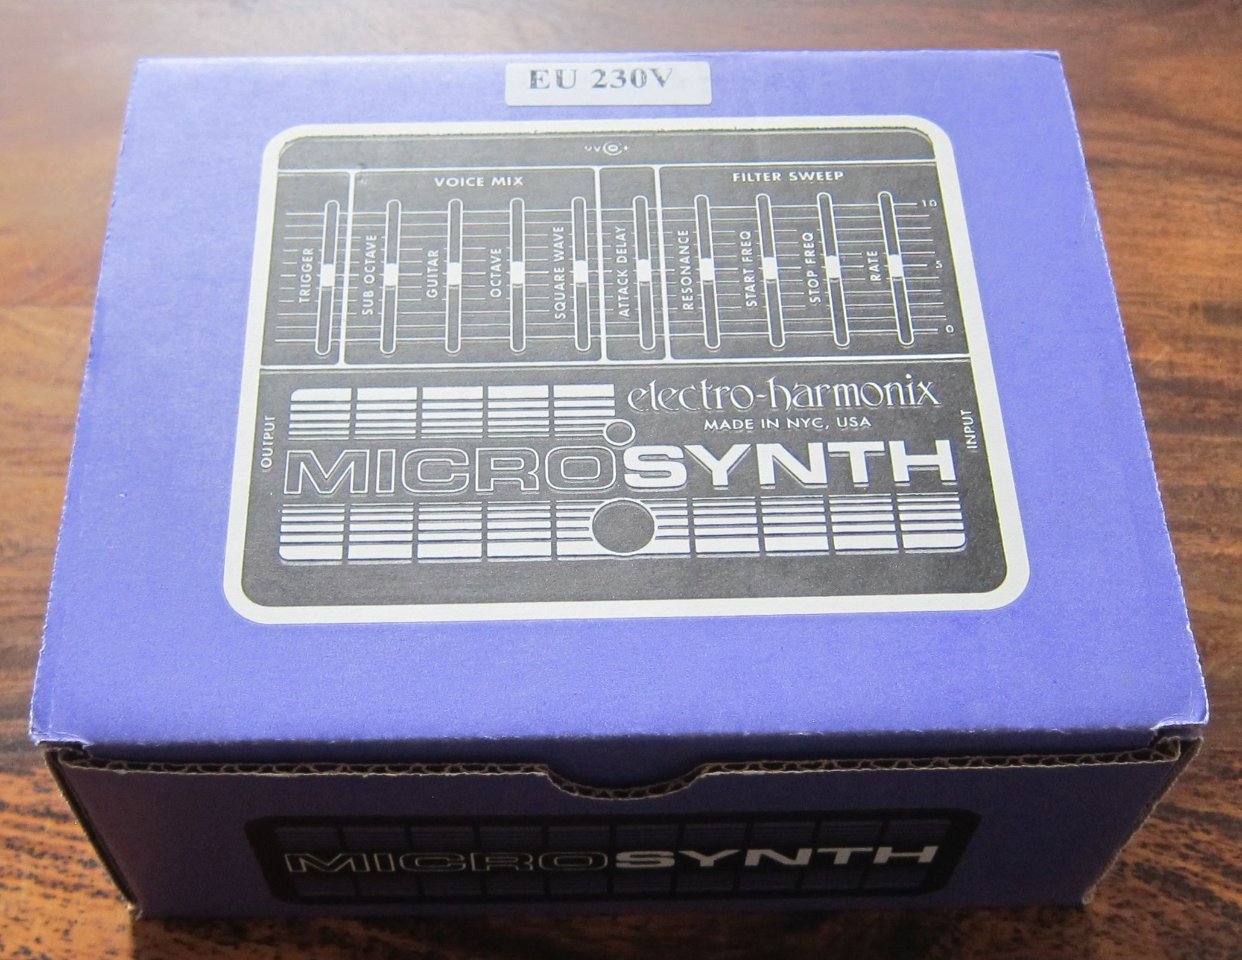 EU 230V
VOICE MIX
FILTER SWEEP
TRIGGER
SUB OCTAVE
GUITAR
OCTAVE
SQUARE WAVE
ATTACK DELAY
RESONANCE
START FREQ
STOP FREQ
RATE
10
5
0
electro-harmonix
MADE IN NYC, USA
OUTPUT
INPUT
MICROSYNTH
MICROSYNTH